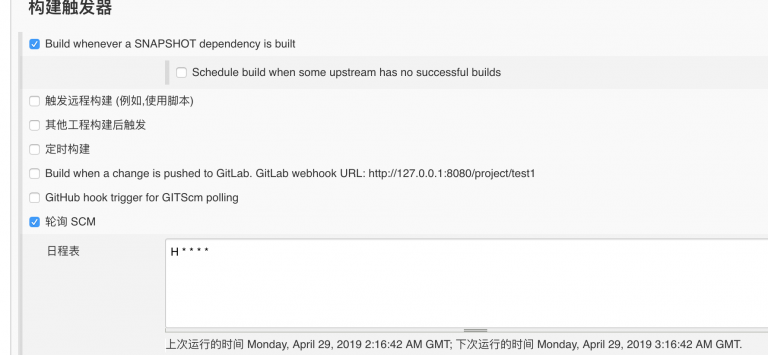 构建触发器
Build whenever a SNAPSHOT dependency is built
Schedule build when some upstream has no successful builds
触发远程构建 (例如,使用脚本)
其他工程构建后触发
定时构建
Build when a change is pushed to GitLab. GitLab webhook URL: http://127.0.0.1:8080/project/test1
GitHub hook trigger for GITScm polling
轮询 SCM
日程表
H * * * *
上次运行的时间 Monday, April 29, 2019 2:16:42 AM GMT; 下次运行的时间 Monday, April 29, 2019 3:16:42 AM GMT.